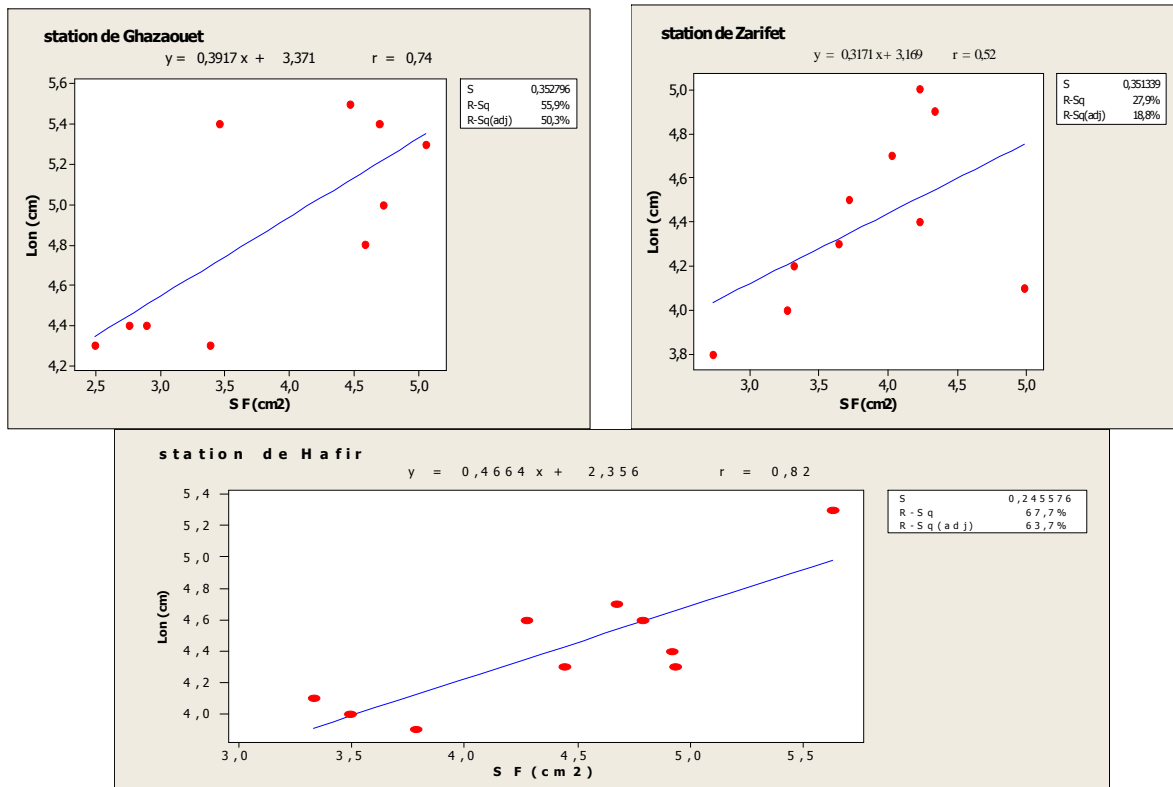 station de Ghazaouet
y = 0,3917 x + 3,371 r = 0,74
S 0,352796
R-Sq 55,9%
R-Sq(adj) 50,3%
5,6
5,4
5,2
5,0
4,8
4,6
4,4
4,2
Lon (cm)
2,5 3,0 3,5 4,0 4,5 5,0
SF(cm2)
station de Zarifet
y = 0,3171 x + 3,169 r = 0,52
S 0,351339
R-Sq 27,9%
R-Sq(adj) 18,8%
5,0
4,8
4,6
4,4
4,2
4,0
3,8
Lon (cm)
3,0 3,5 4,0 4,5 5,0
SF(cm2)
station de Hafir
y = 0,4664 x + 2,356 r = 0,82
S 0,245576
R-Sq 67,7%
R-Sq(adj) 63,7%
5,4
5,2
5,0
4,8
4,6
4,4
4,2
4,0
Lon (cm)
3,0 3,5 4,0 4,5 5,0 5,5
SF (cm2)